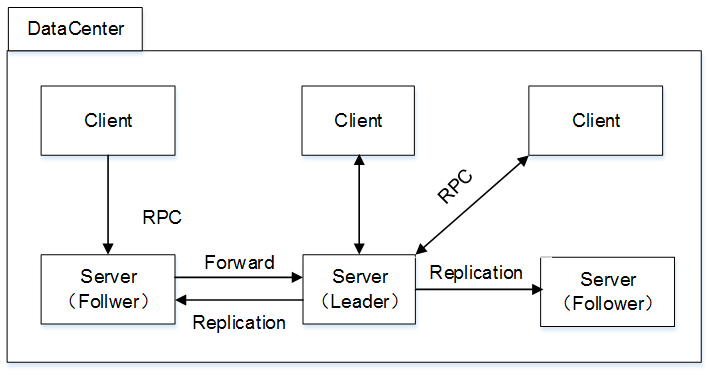 DataCenter
Client
Client
Client
RPC
RPC
Server
（Follwer）
Forward
Replication
Server
（Leader）
Replication
Server
（Follower）